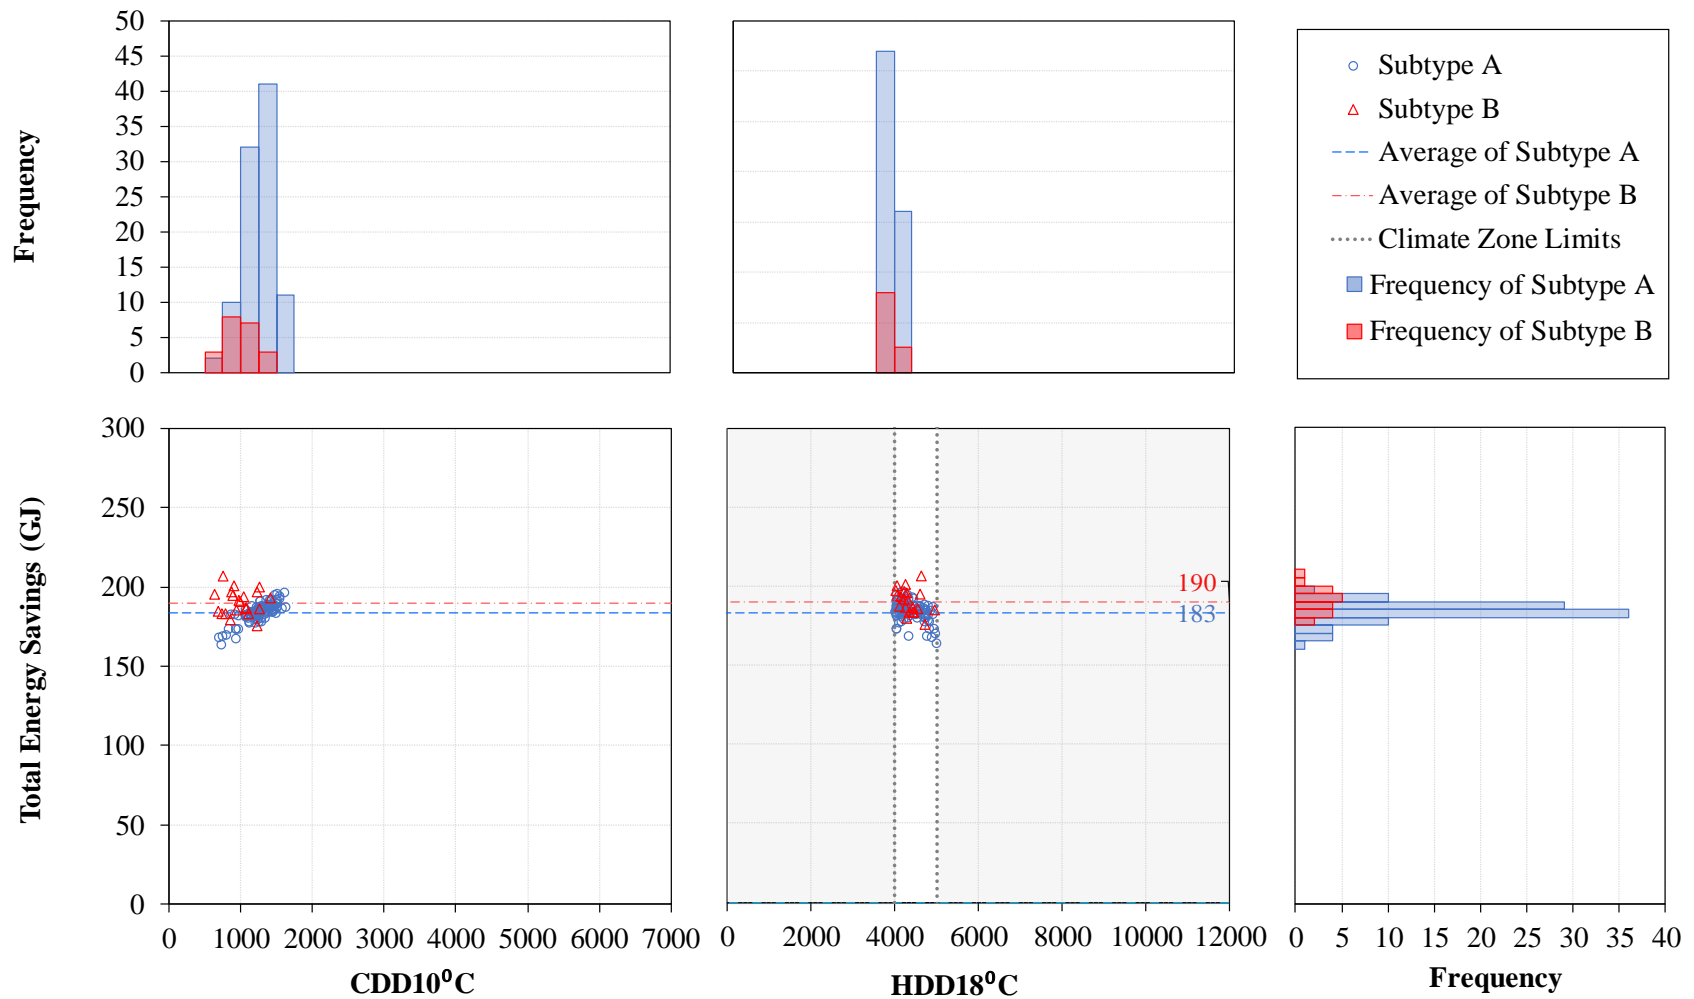 Frequency
50
45
40
35
30
25
20
15
10
5
0
Subtype A
Subtype B
Average of Subtype A
Average of Subtype B
Climate Zone Limits
Frequency of Subtype A
Frequency of Subtype B
Total Energy Savings (GJ)
300
250
200
150
100
50
0
190
183
0 1000 2000 3000 4000 5000 6000 7000
CDD10⁰C
0 2000 4000 6000 8000 10000 12000
HDD18⁰C
0 5 10 15 20 25 30 35 40
Frequency